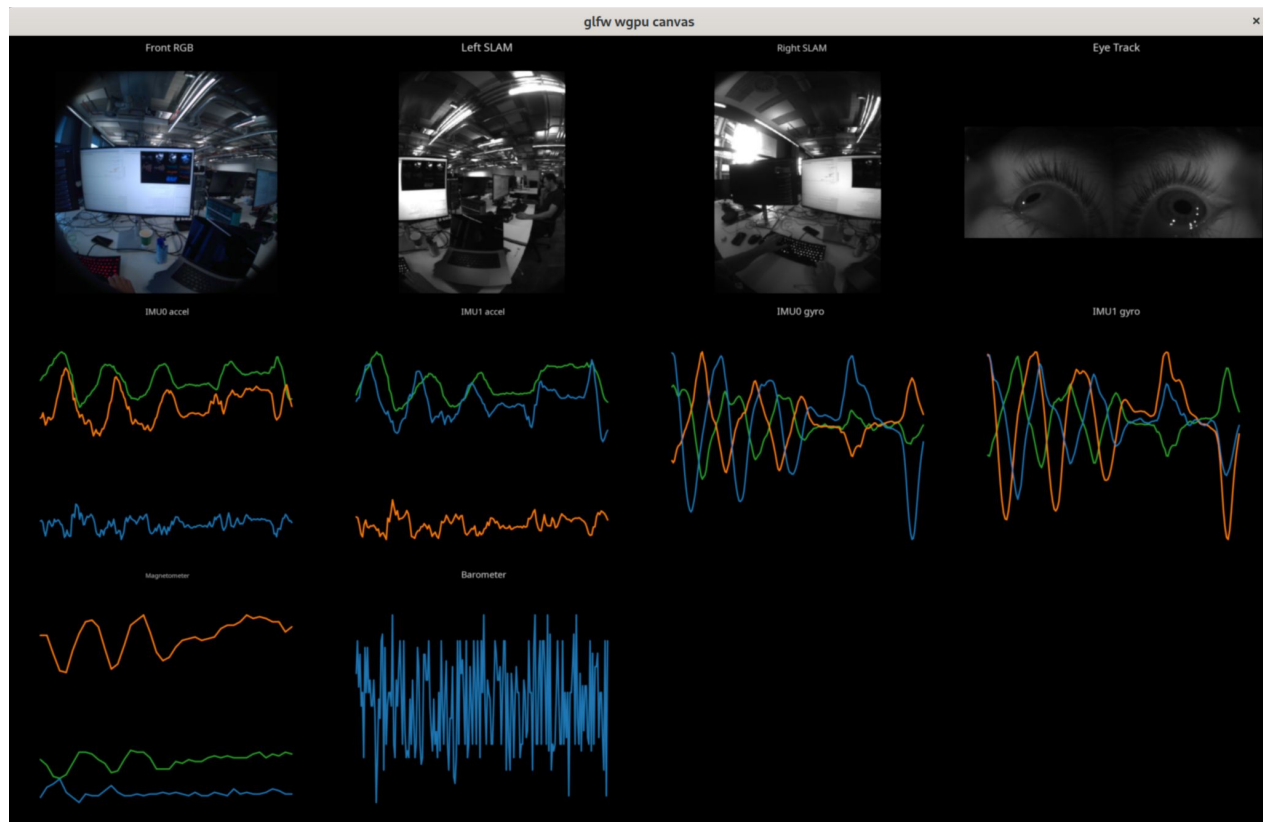 glfw wgpu canvas
×
Front RGB
Left SLAM
Right SLAM
Eye Track
IMU0 accel
IMU1 accel
IMU0 gyro
IMU1 gyro
Magnetometer
Barometer